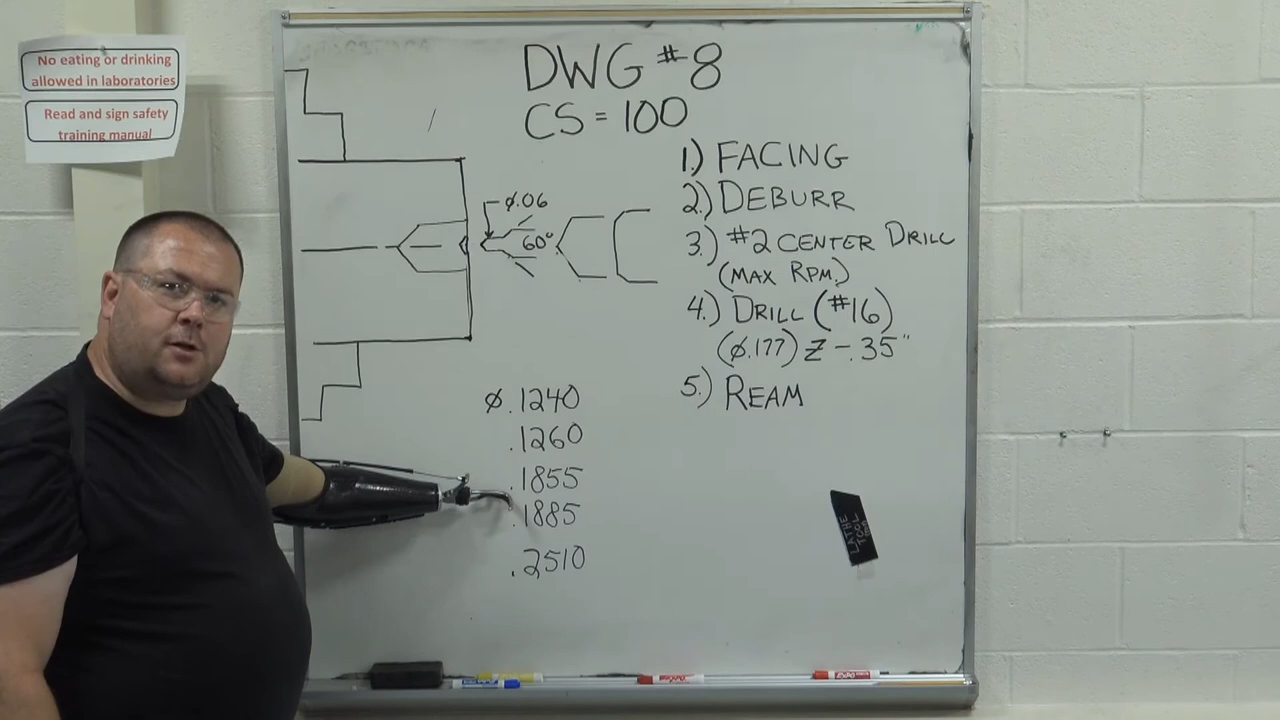 No eating or drinking
allowed in laboratories
Read and sign safety
training manual
DWG #8
CS = 100
1.) FACING
2.) DEBURR
3.) #2 CENTER DRILL
(MAX RPM.)
4.) DRILL (#16)
(ø.177) Z -.35"
5.) REAM
ø.06
60°
ø.1240
.1260
.1855
.1885
.2510
LATHE
TOOL